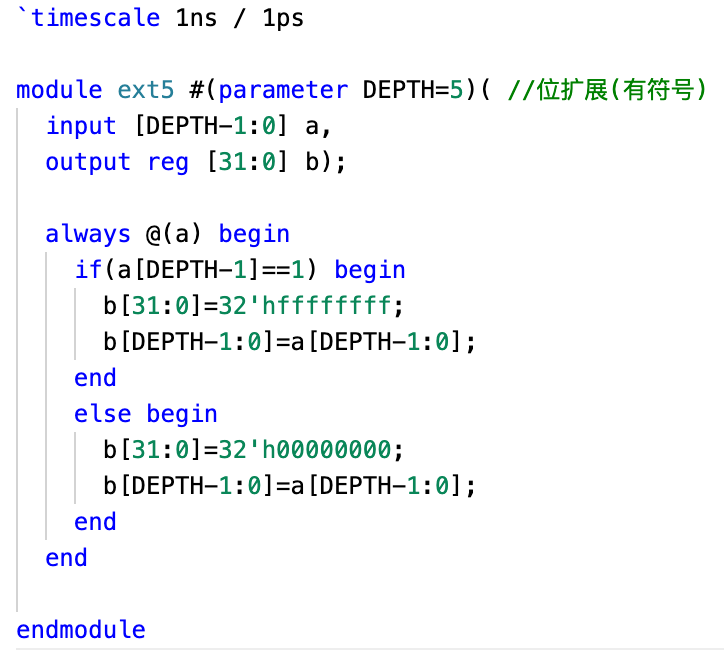 `timescale 1ns / 1ps
module ext5 #(parameter DEPTH=5)( //位扩展(有符号)
input [DEPTH-1:0] a,
output reg [31:0] b);
always @(a) begin
if(a[DEPTH-1]==1) begin
b[31:0]=32'hffffffff;
b[DEPTH-1:0]=a[DEPTH-1:0];
end
else begin
b[31:0]=32'h00000000;
b[DEPTH-1:0]=a[DEPTH-1:0];
end
end
endmodule